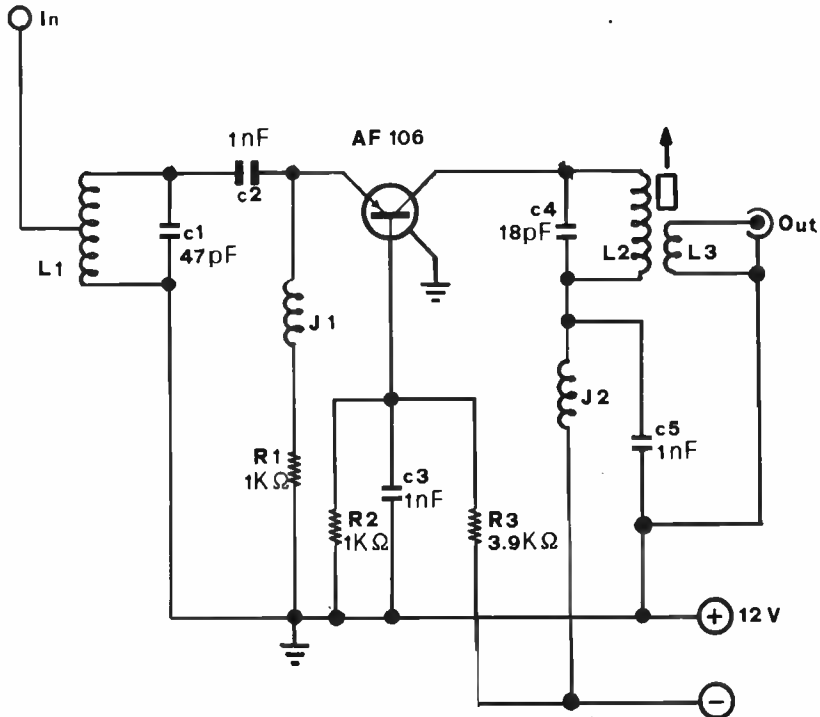 In
1nF
AF 106
c2
c1
47pF
L1
c4
18pF
L2
L3
Out
J1
J2
R1
1KΩ
c3
1nF
R2
1KΩ
R3
3.9KΩ
c5
1nF
+ 12V
−